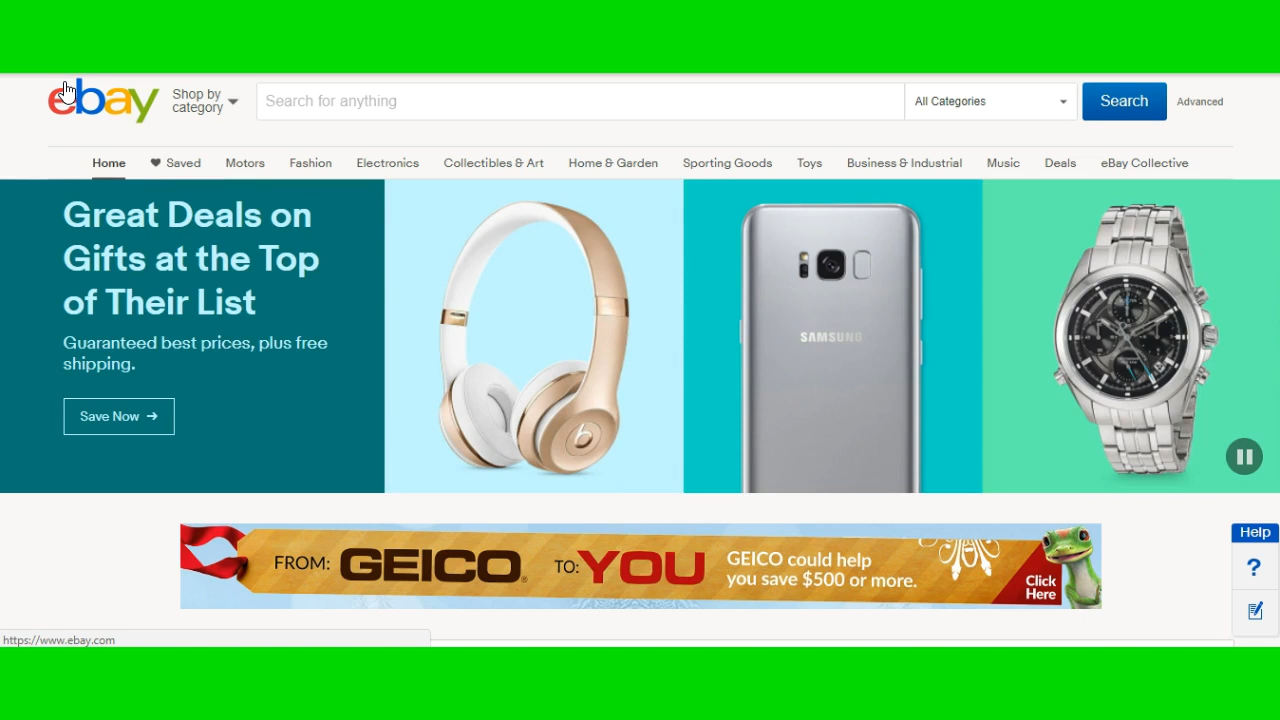 ebay
Shop by
category
Search for anything
All Categories
Search
Advanced
Home
Saved
Motors
Fashion
Electronics
Collectibles & Art
Home & Garden
Sporting Goods
Toys
Business & Industrial
Music
Deals
eBay Collective
Great Deals on
Gifts at the Top
of Their List
Guaranteed best prices, plus free
shipping.
Save Now →
b
SAMSUNG
FROM: GEICO® TO: YOU
GEICO could help
you save $500 or more.
Click
Here
Help
?
https://www.ebay.com